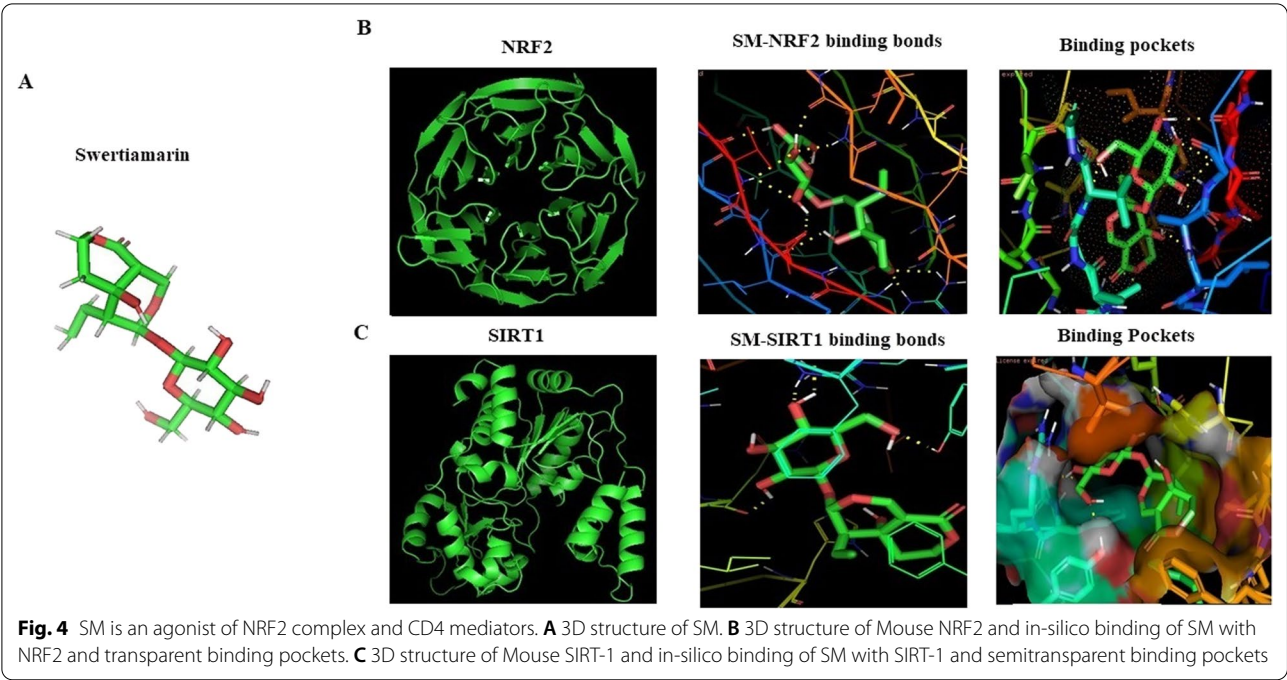 B
NRF2
SM-NRF2 binding bonds
Binding pockets
A
Swertiamarin
expired
C
SIRT1
SM-SIRT1 binding bonds
Binding Pockets
License expired
Fig. 4 SM is an agonist of NRF2 complex and CD4 mediators. A 3D structure of SM. B 3D structure of Mouse NRF2 and in-silico binding of SM with
NRF2 and transparent binding pockets. C 3D structure of Mouse SIRT-1 and in-silico binding of SM with SIRT-1 and semitransparent binding pockets